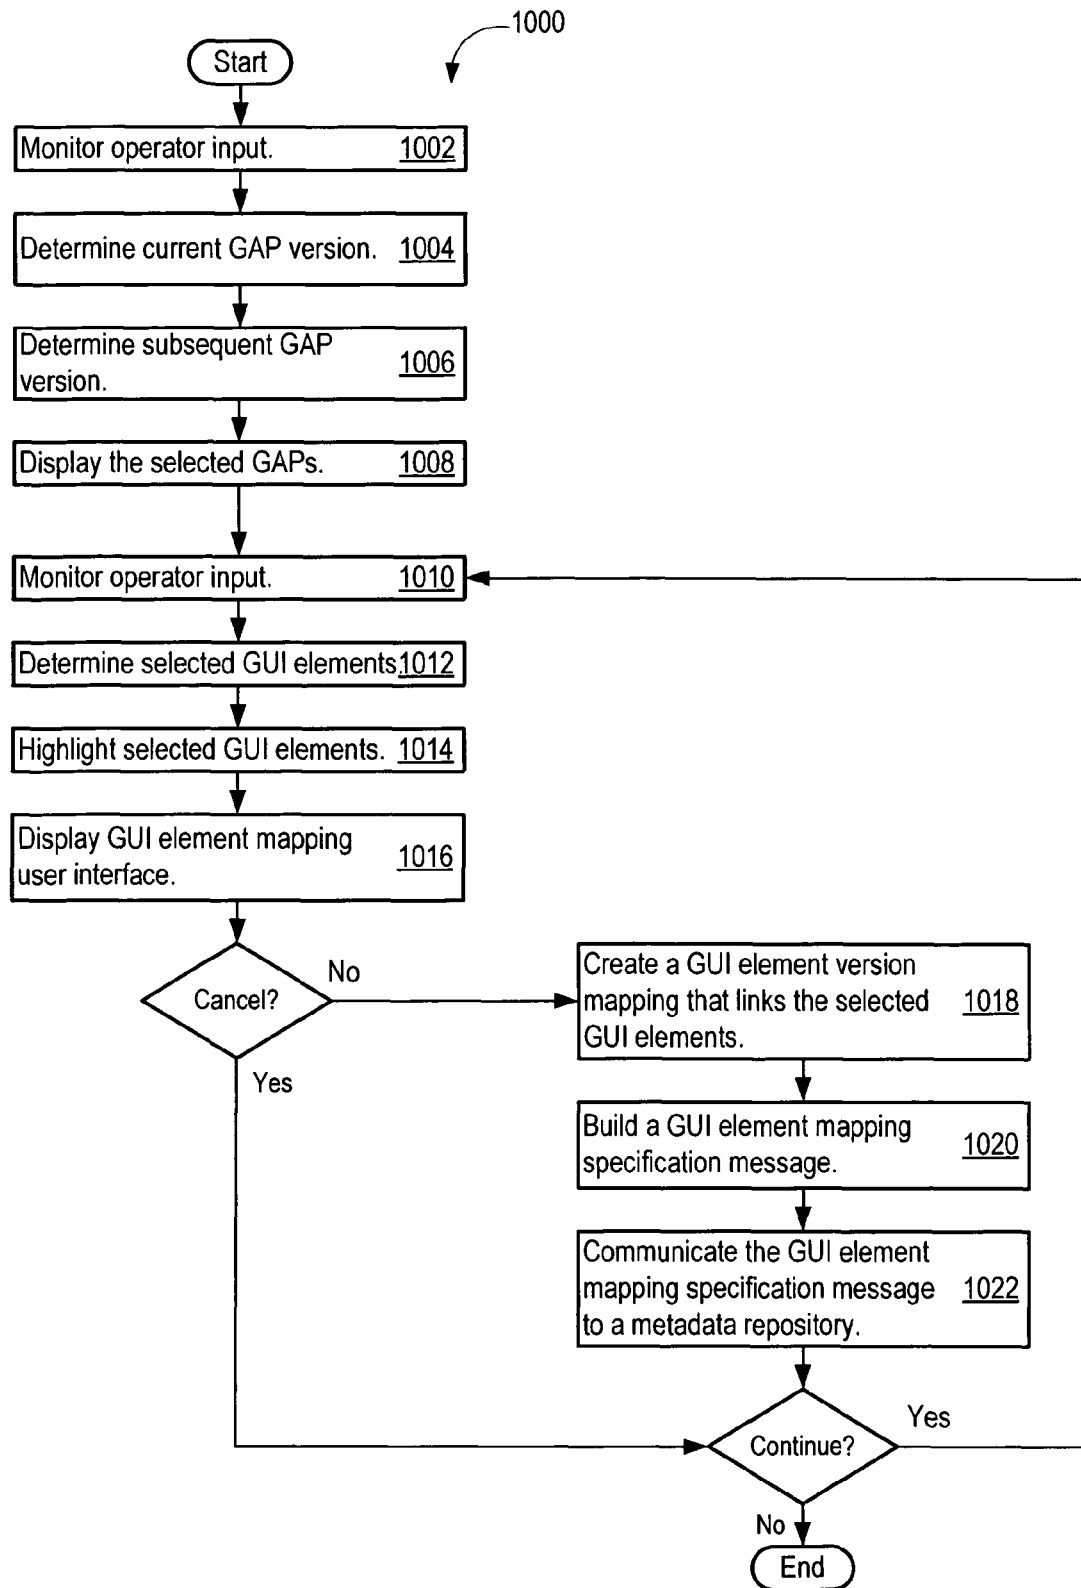 1000
Start
Monitor operator input. 1002
Determine current GAP version. 1004
Determine subsequent GAP
version. 1006
Display the selected GAPs. 1008
Monitor operator input. 1010
Determine selected GUI elements. 1012
Highlight selected GUI elements. 1014
Display GUI element mapping
user interface. 1016
Cancel?
No
Yes
Create a GUI element version
mapping that links the selected 1018
GUI elements.
Build a GUI element mapping
specification message. 1020
Communicate the GUI element
mapping specification message 1022
to a metadata repository.
Continue?
Yes
No
End